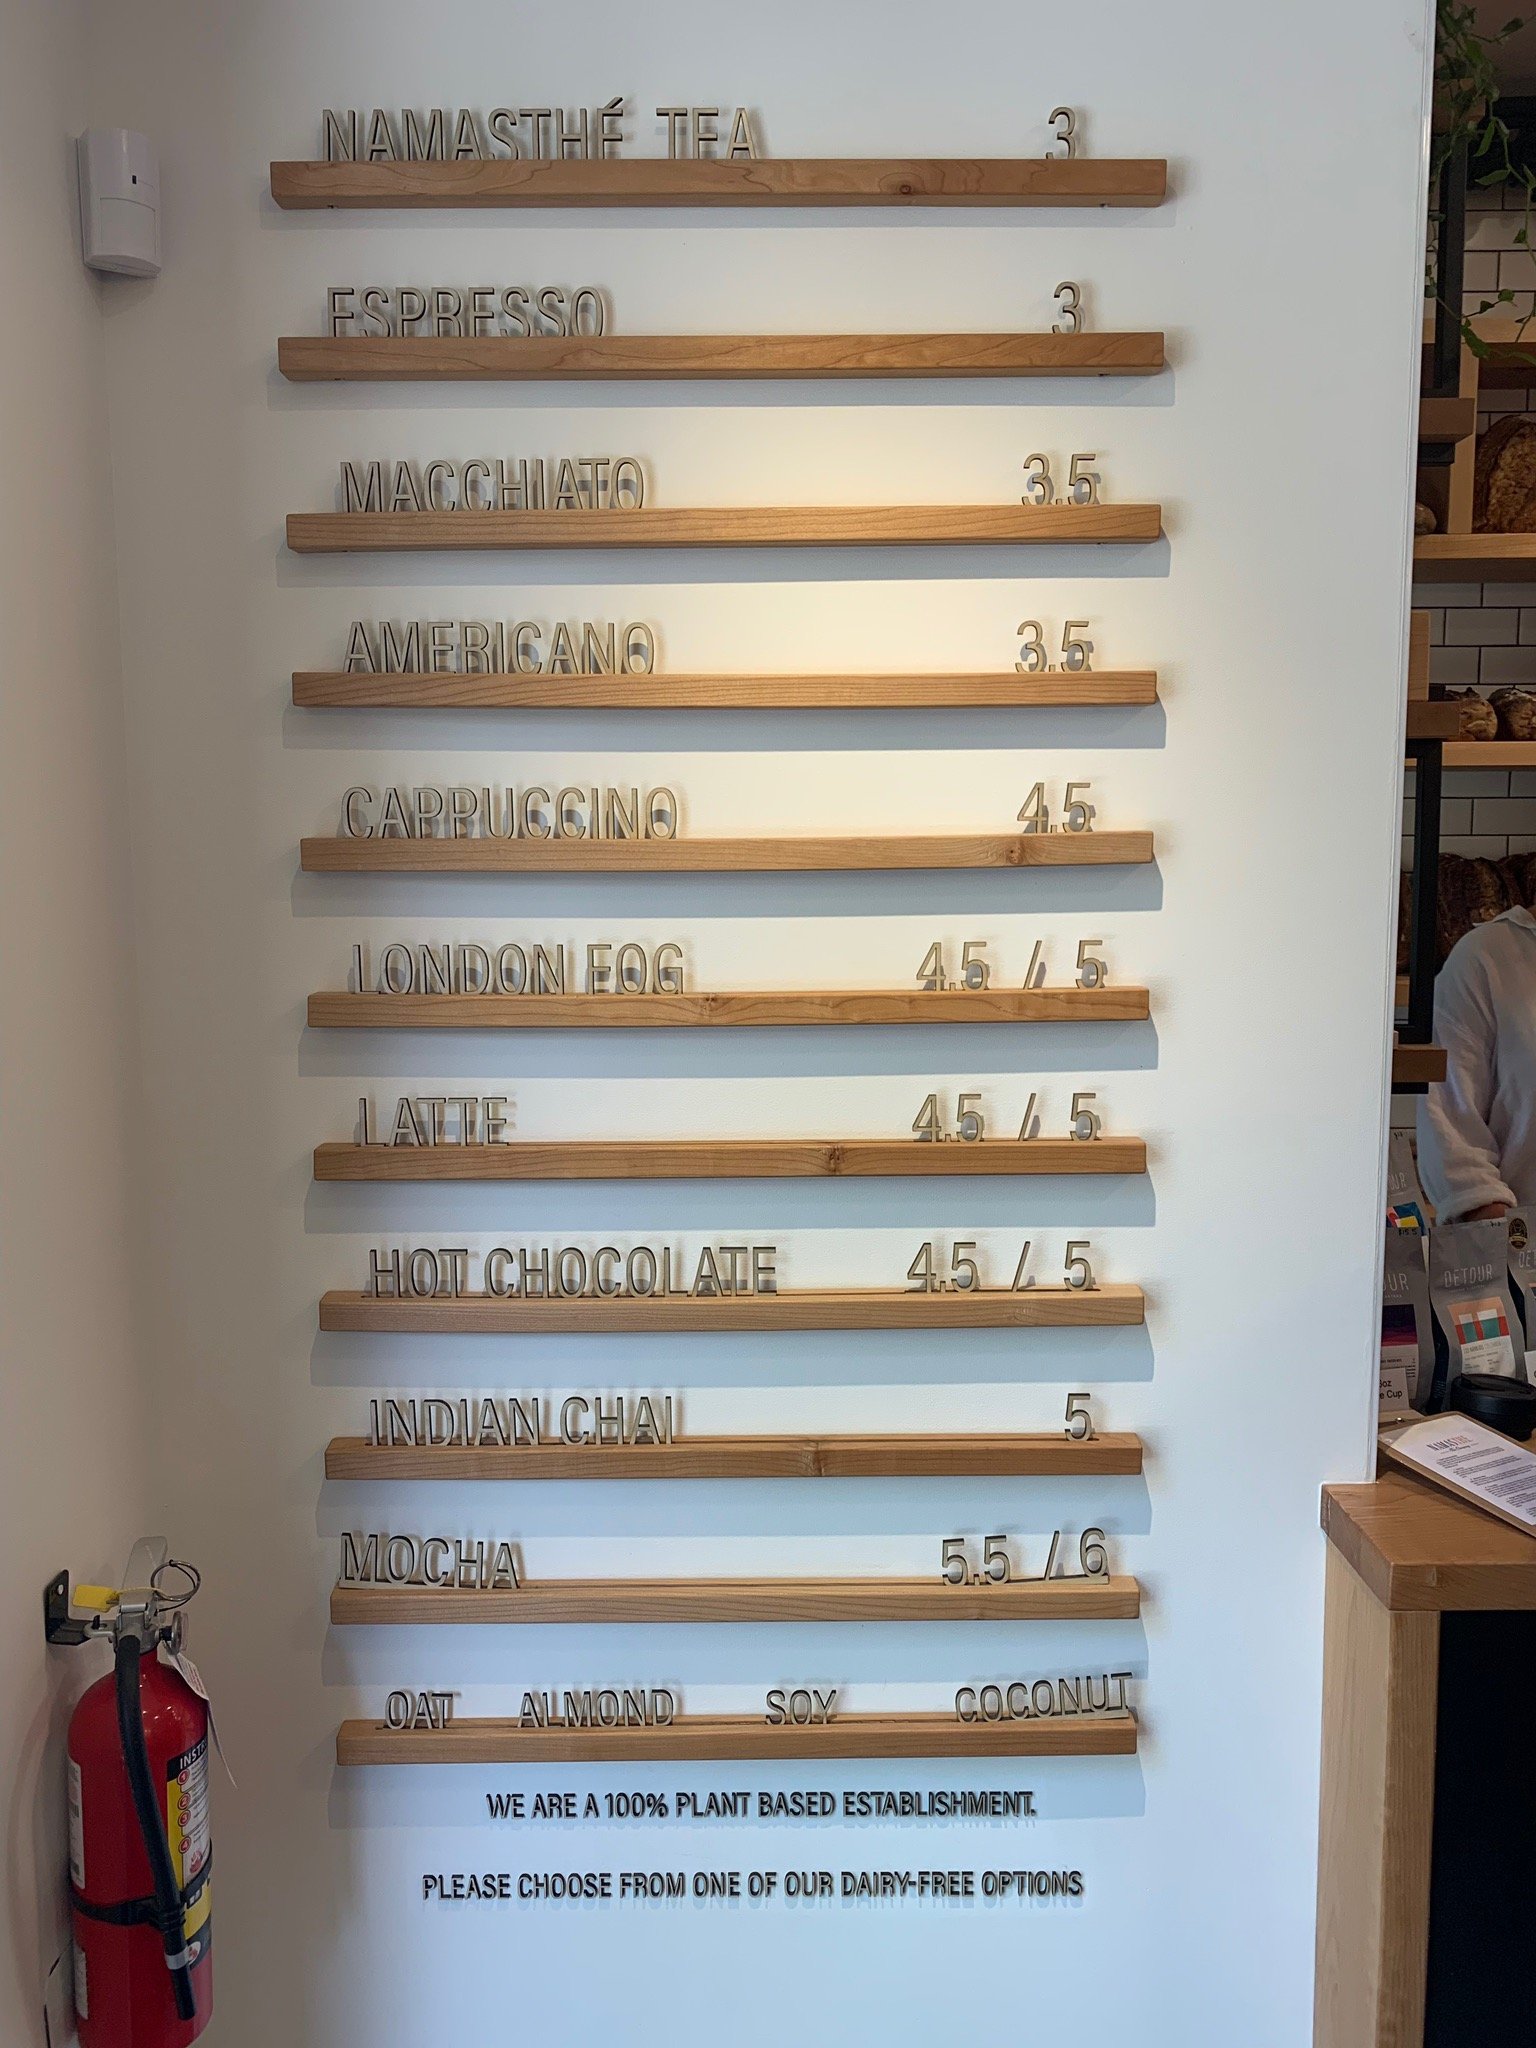 NAMASTHÉ TEA 3
ESPRESSO 3
MACCHIATO 3.5
AMERICANO 3.5
CAPPUCCINO 4.5
LONDON FOG 4.5 / 5
LATTE 4.5 / 5
HOT CHOCOLATE 4.5 / 5
INDIAN CHAI 5
MOCHA 5.5 / 6
OAT ALMOND SOY COCONUT
WE ARE A 100% PLANT BASED ESTABLISHMENT.
PLEASE CHOOSE FROM ONE OF OUR DAIRY-FREE OPTIONS
DETOUR
Cup